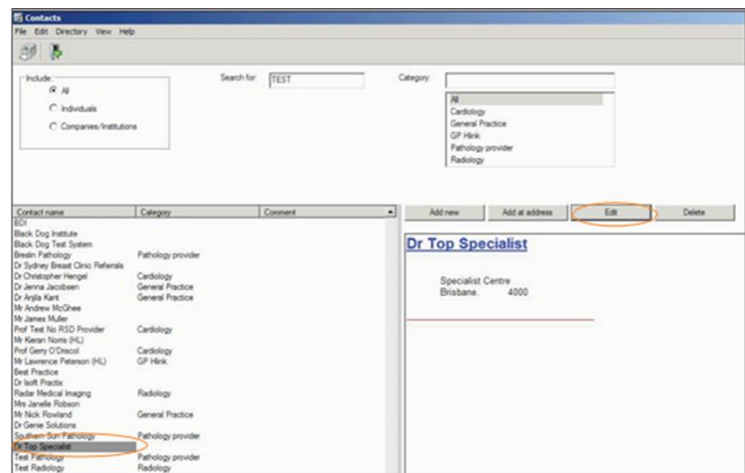 Contacts
File Edit Directory View Help
Include:
All
Individuals
Companies/Institutions
Search for: TEST
Category:
All
Cardiology
General Practice
GP Hlink
Pathology provider
Radiology
Contact name Category Comment
BDI
Black Dog Institute
Black Dog Test System
Breslin Pathology Pathology provider
Dr Sydney Breast Clinic Referrals
Dr Christopher Hengel Cardiology
Dr Jenna Jacobsen General Practice
Dr Anjila Kant General Practice
Mr Andrew McGhee
Mr James Muller
Prof Test No RSD Provider Cardiology
Mr Kieran Norris (HL)
Prof Gerry O'Driscol Cardiology
Mr Lawrence Peterson (HL) GP Hlink
Best Practice
Dr Isoft Practix
Radar Medical Imaging Radiology
Mrs Janelle Robson
Mr Nick Rowland General Practice
Dr Genie Solutions
Southern Sun Pathology Pathology provider
Dr Top Specialist
Test Pathology Pathology provider
Test Radiology Radiology
Add new Add at address Edit Delete
Dr Top Specialist
Specialist Centre
Brisbane. 4000